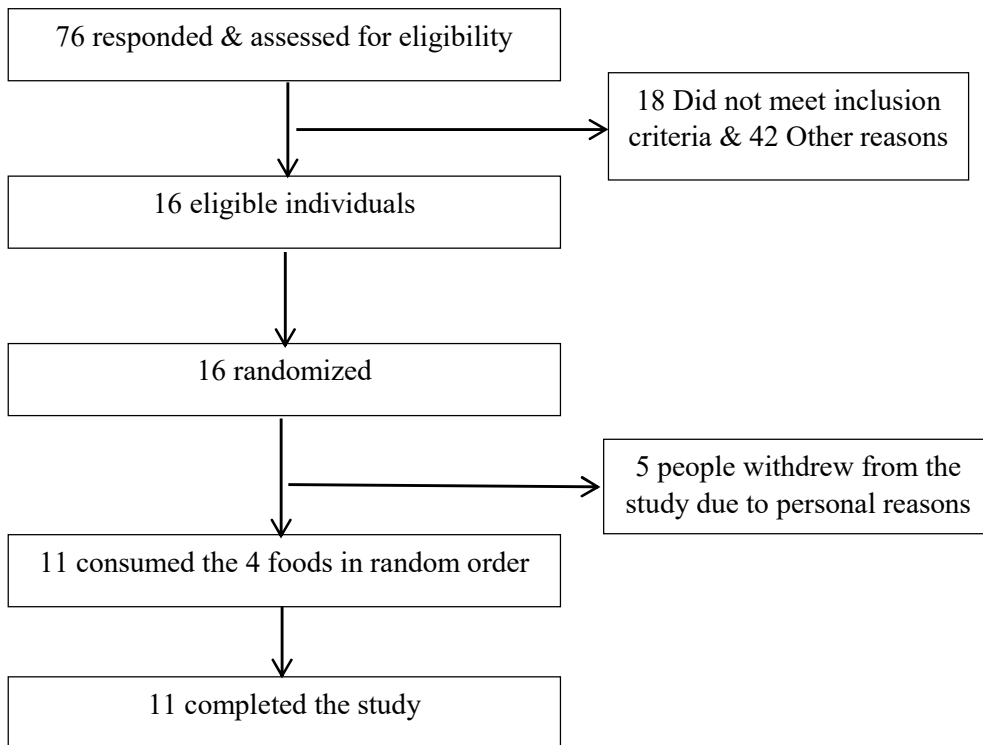 76 responded & assessed for eligibility
18 Did not meet inclusion
criteria & 42 Other reasons
16 eligible individuals
16 randomized
5 people withdrew from the
study due to personal reasons
11 consumed the 4 foods in random order
11 completed the study